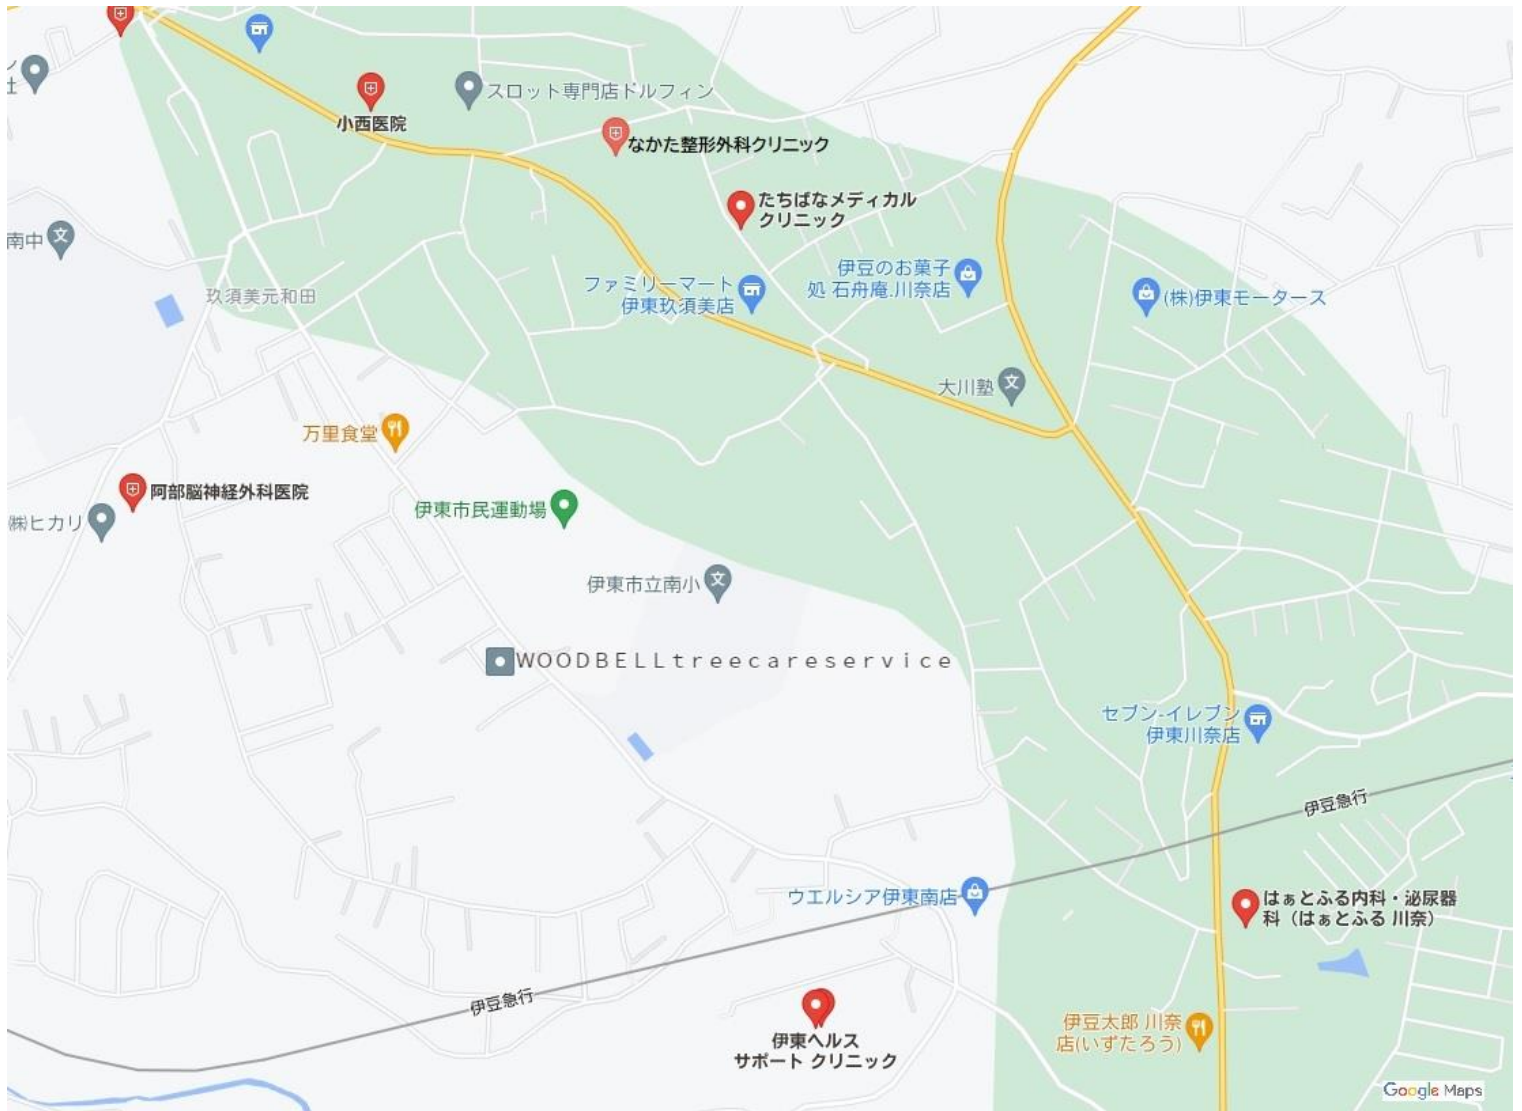 スロット専門店ドルフィン
小西医院
なかた整形外科クリニック
たちばなメディカル
クリニック
南中
伊豆のお菓子
処 石舟庵.川奈店
ファミリーマート
伊東玖須美店
玖須美元和田
(株)伊東モータース
大川塾
万里食堂
阿部脳神経外科医院
㈱ヒカリ
伊東市民運動場
伊東市立南小
WOODBELLtreecareservice
セブン-イレブン
伊東川奈店
伊豆急行
ウエルシア伊東南店
はぁとふる内科・泌尿器
科（はぁとふる 川奈）
伊豆急行
伊東ヘルス
サポート クリニック
伊豆太郎 川奈
店(いずたろう)
Google Maps